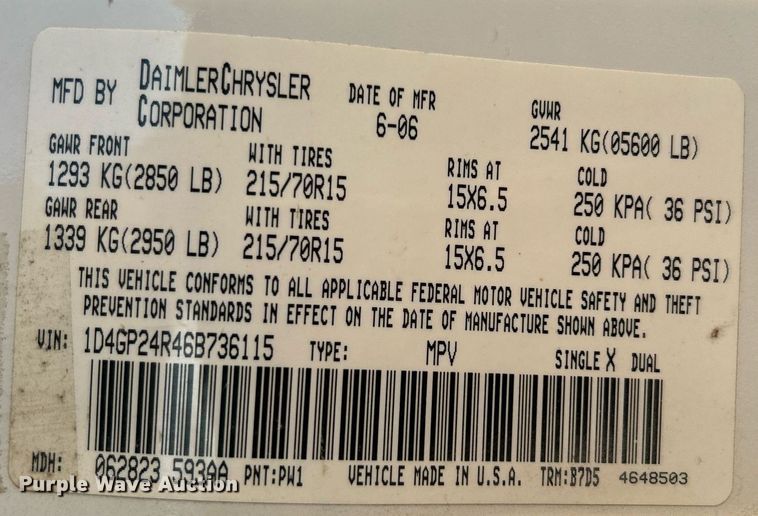 MFD BY DAIMLERCHRYSLER CORPORATION DATE OF MFR 6-06 GVWR 2541 KG(05600 LB)
GAWR FRONT WITH TIRES RIMS AT COLD
1293 KG(2850 LB) 215/70R15 15X6.5 250 KPA( 36 PSI)
GAWR REAR WITH TIRES RIMS AT COLD
1339 KG(2950 LB) 215/70R15 15X6.5 250 KPA( 36 PSI)
THIS VEHICLE CONFORMS TO ALL APPLICABLE FEDERAL MOTOR VEHICLE SAFETY AND THEFT
PREVENTION STANDARDS IN EFFECT ON THE DATE OF MANUFACTURE SHOWN ABOVE.
VIN: 1D4GP24R46B736115 TYPE: MPV SINGLE X DUAL
MDH: 062823 593AA PNT:PW1 VEHICLE MADE IN U.S.A. TRM:B7D5 4648503
Purple Wave Auction